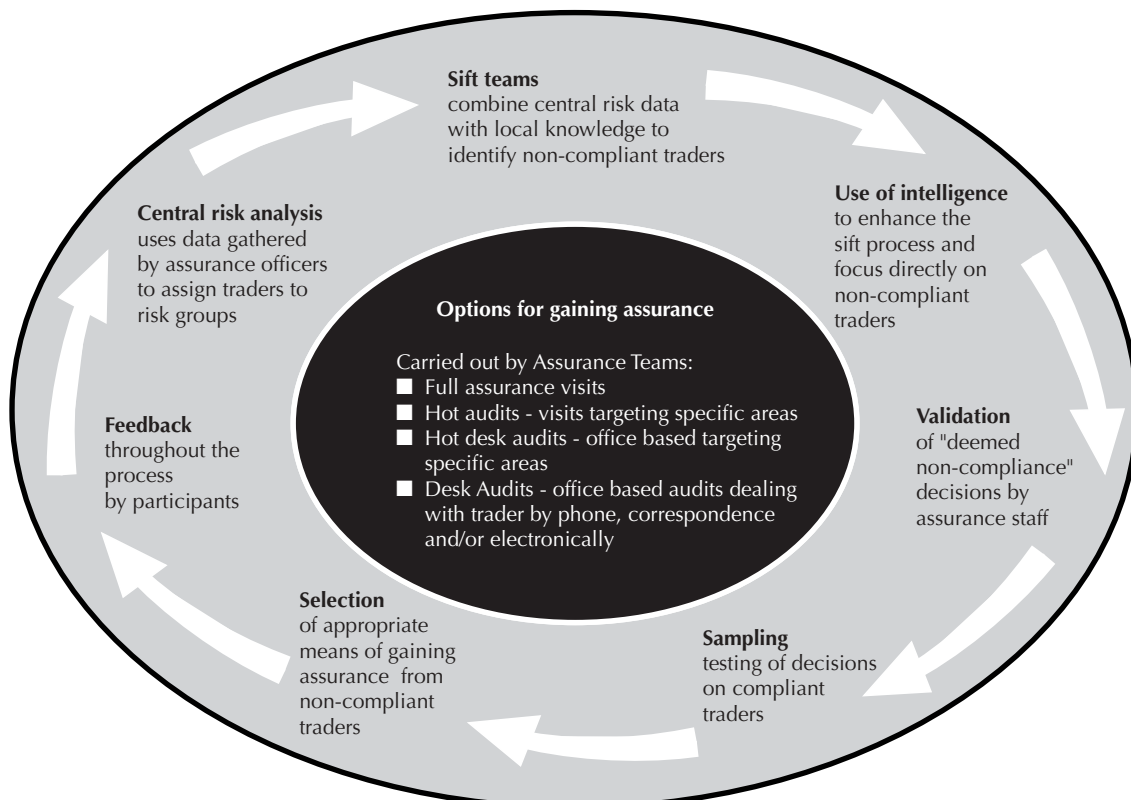 Sift teams
combine central risk data
with local knowledge to
identify non-compliant traders
Use of intelligence
to enhance the
sift process and
focus directly on
non-compliant
traders
Validation
of "deemed
non-compliance"
decisions by
assurance staff
Sampling
testing of decisions
on compliant
traders
Selection
of appropriate
means of gaining
assurance from
non-compliant
traders
Feedback
throughout the
process
by participants
Central risk analysis
uses data gathered
by assurance officers
to assign traders to
risk groups
Options for gaining assurance
Carried out by Assurance Teams:
■ Full assurance visits
■ Hot audits - visits targeting specific areas
■ Hot desk audits - office based targeting
specific areas
■ Desk Audits - office based audits dealing
with trader by phone, correspondence
and/or electronically